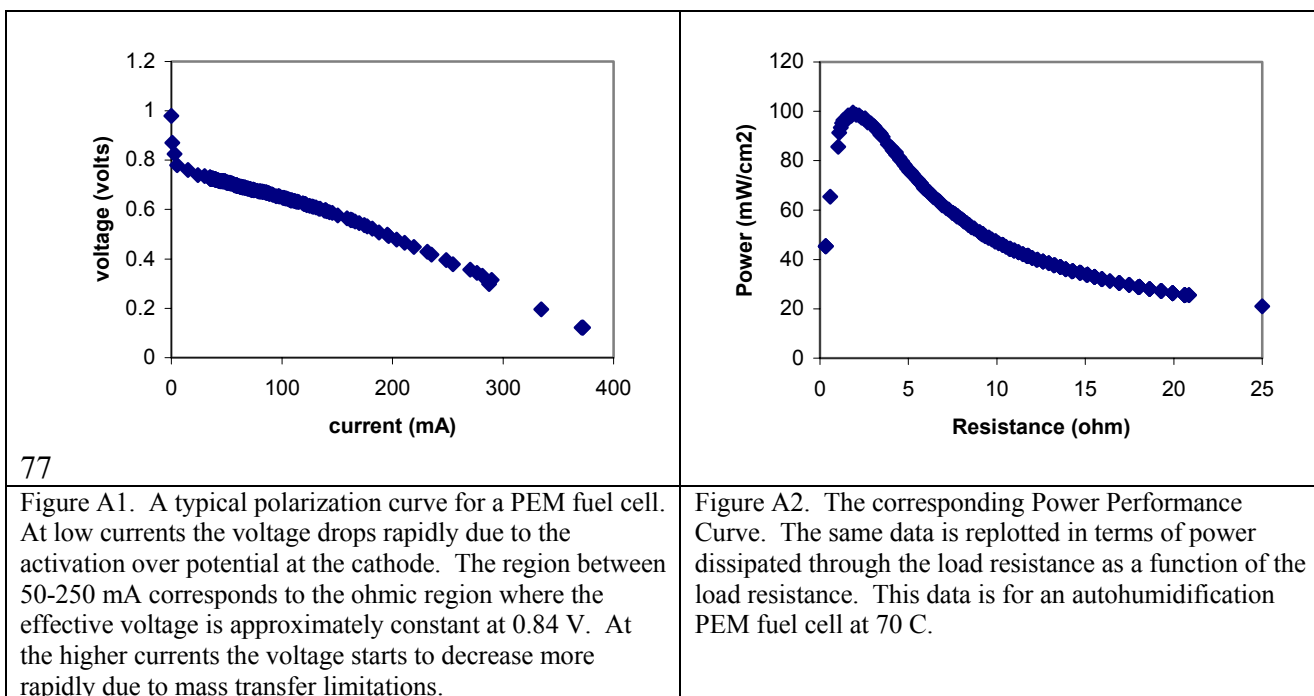 1.2
1
0.8
0.6
0.4
0.2
0
voltage (volts)
0 100 200 300 400
current (mA)
77
120
100
80
60
40
20
0
Power (mW/cm2)
0 5 10 15 20 25
Resistance (ohm)
Figure A1. A typical polarization curve for a PEM fuel cell.
At low currents the voltage drops rapidly due to the
activation over potential at the cathode. The region between
50-250 mA corresponds to the ohmic region where the
effective voltage is approximately constant at 0.84 V. At
the higher currents the voltage starts to decrease more
rapidly due to mass transfer limitations.
Figure A2. The corresponding Power Performance
Curve. The same data is replotted in terms of power
dissipated through the load resistance as a function of the
load resistance. This data is for an autohumidification
PEM fuel cell at 70 C.